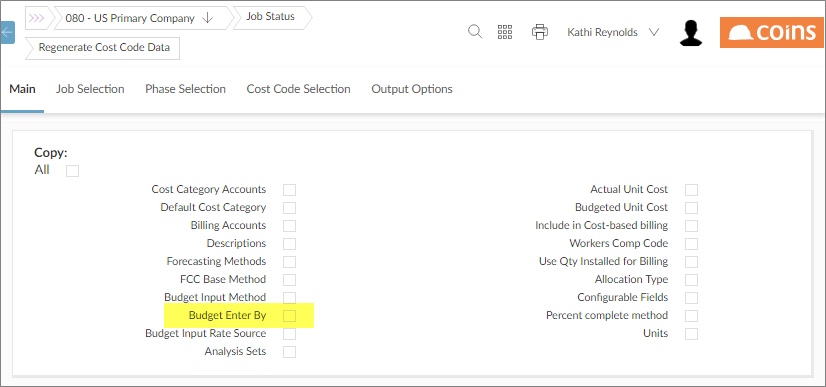 080 - US Primary Company
Job Status
Regenerate Cost Code Data
Kathi Reynolds
coins
Main
Job Selection
Phase Selection
Cost Code Selection
Output Options
Copy:
All
Cost Category Accounts
Default Cost Category
Billing Accounts
Descriptions
Forecasting Methods
FCC Base Method
Budget Input Method
Budget Enter By
Budget Input Rate Source
Analysis Sets
Actual Unit Cost
Budgeted Unit Cost
Include in Cost-based billing
Workers Comp Code
Use Qty Installed for Billing
Allocation Type
Configurable Fields
Percent complete method
Units